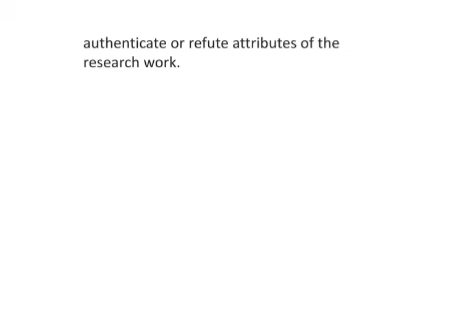 authenticate or refute attributes of the
research work.